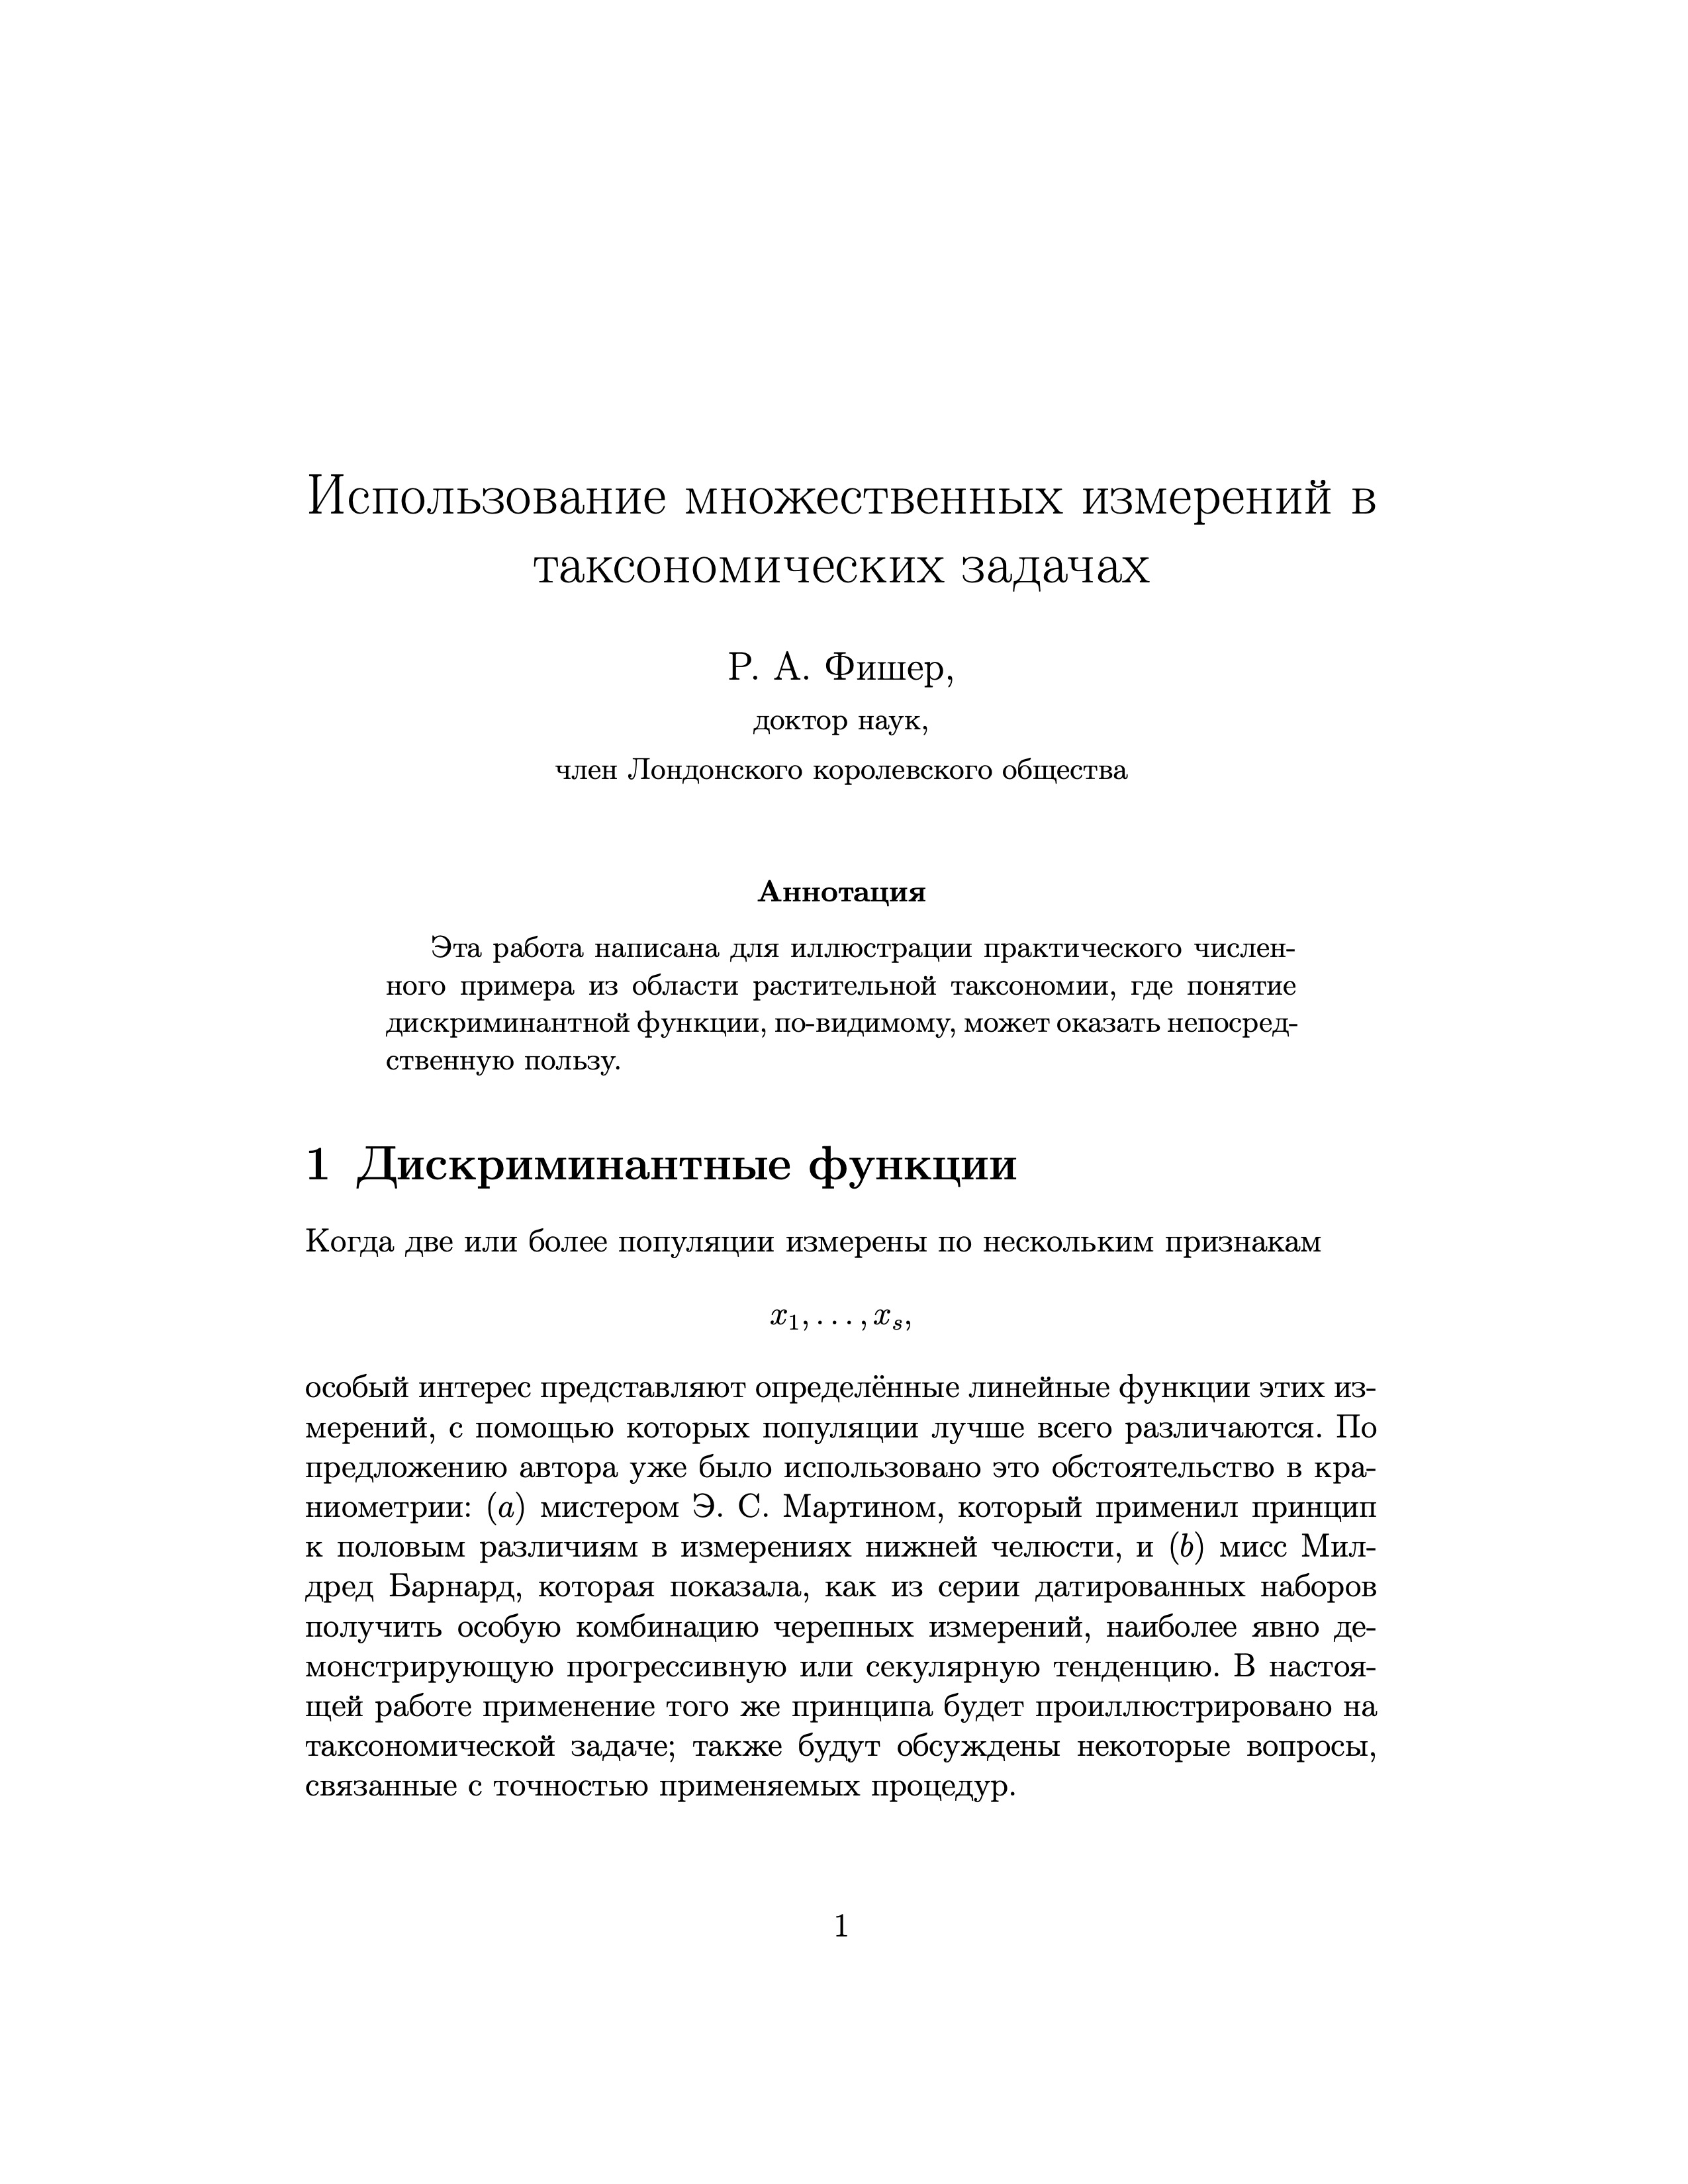 Использование множественных измерений в
таксономических задачах
Р. А. Фишер,
доктор наук,
член Лондонского королевского общества
Аннотация
Эта работа написана для иллюстрации практического числен-
ного примера из области растительной таксономии, где понятие
дискриминантной функции, по-видимому, может оказать непосред-
ственную пользу.
1 Дискриминантные функции
Когда две или более популяции измерены по нескольким признакам
x₁, . . . , xₛ,
особый интерес представляют определённые линейные функции этих из-
мерений, с помощью которых популяции лучше всего различаются. По
предложению автора уже было использовано это обстоятельство в кра-
ниометрии: (a) мистером Э. С. Мартином, который применил принцип
к половым различиям в измерениях нижней челюсти, и (b) мисс Мил-
дред Барнард, которая показала, как из серии датированных наборов
получить особую комбинацию черепных измерений, наиболее явно де-
монстрирующую прогрессивную или секулярную тенденцию. В настоя-
щей работе применение того же принципа будет проиллюстрировано на
таксономической задаче; также будут обсуждены некоторые вопросы,
связанные с точностью применяемых процедур.
1